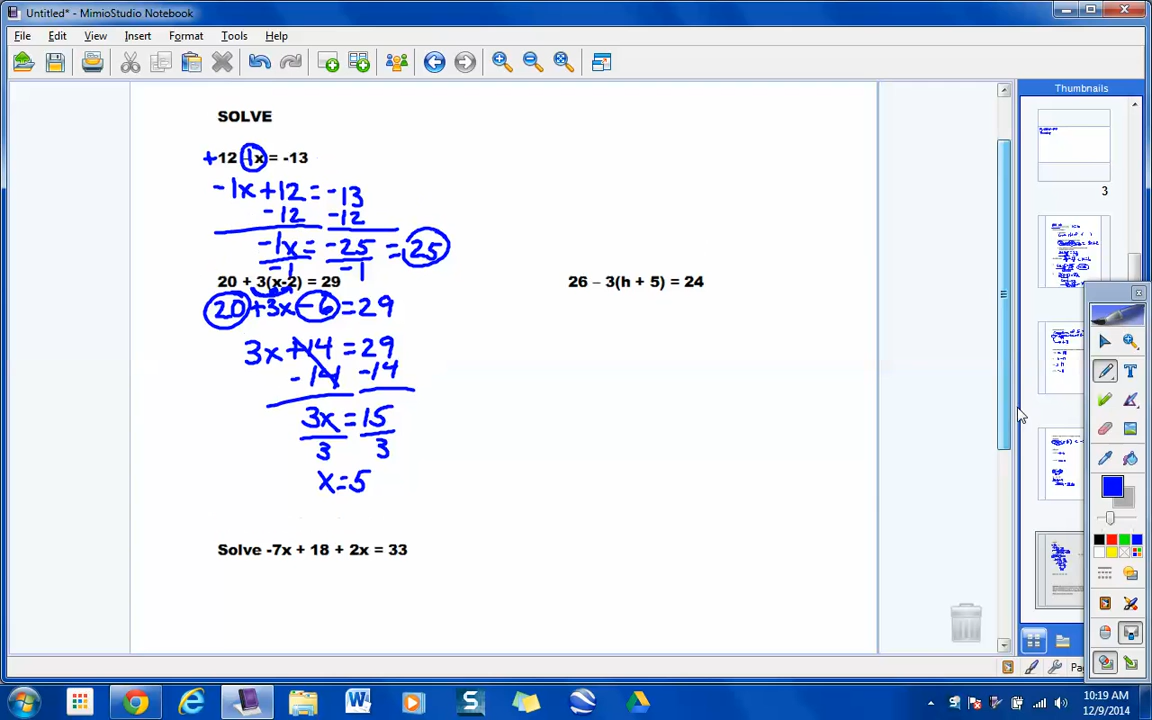 Untitled* - MimioStudio Notebook
File Edit View Insert Format Tools Help
Thumbnails
SOLVE
+12 -1x = -13
-1x +12 = -13
-12 -12
-1x = -25 = 25
-1 -1
20 + 3(x-2) = 29
26 – 3(h + 5) = 24
20 +3x -6 = 29
3x +14 = 29
-14 -14
3x = 15
3 3
x = 5
Solve -7x + 18 + 2x = 33
3
Pa
10:19 AM
12/9/2014